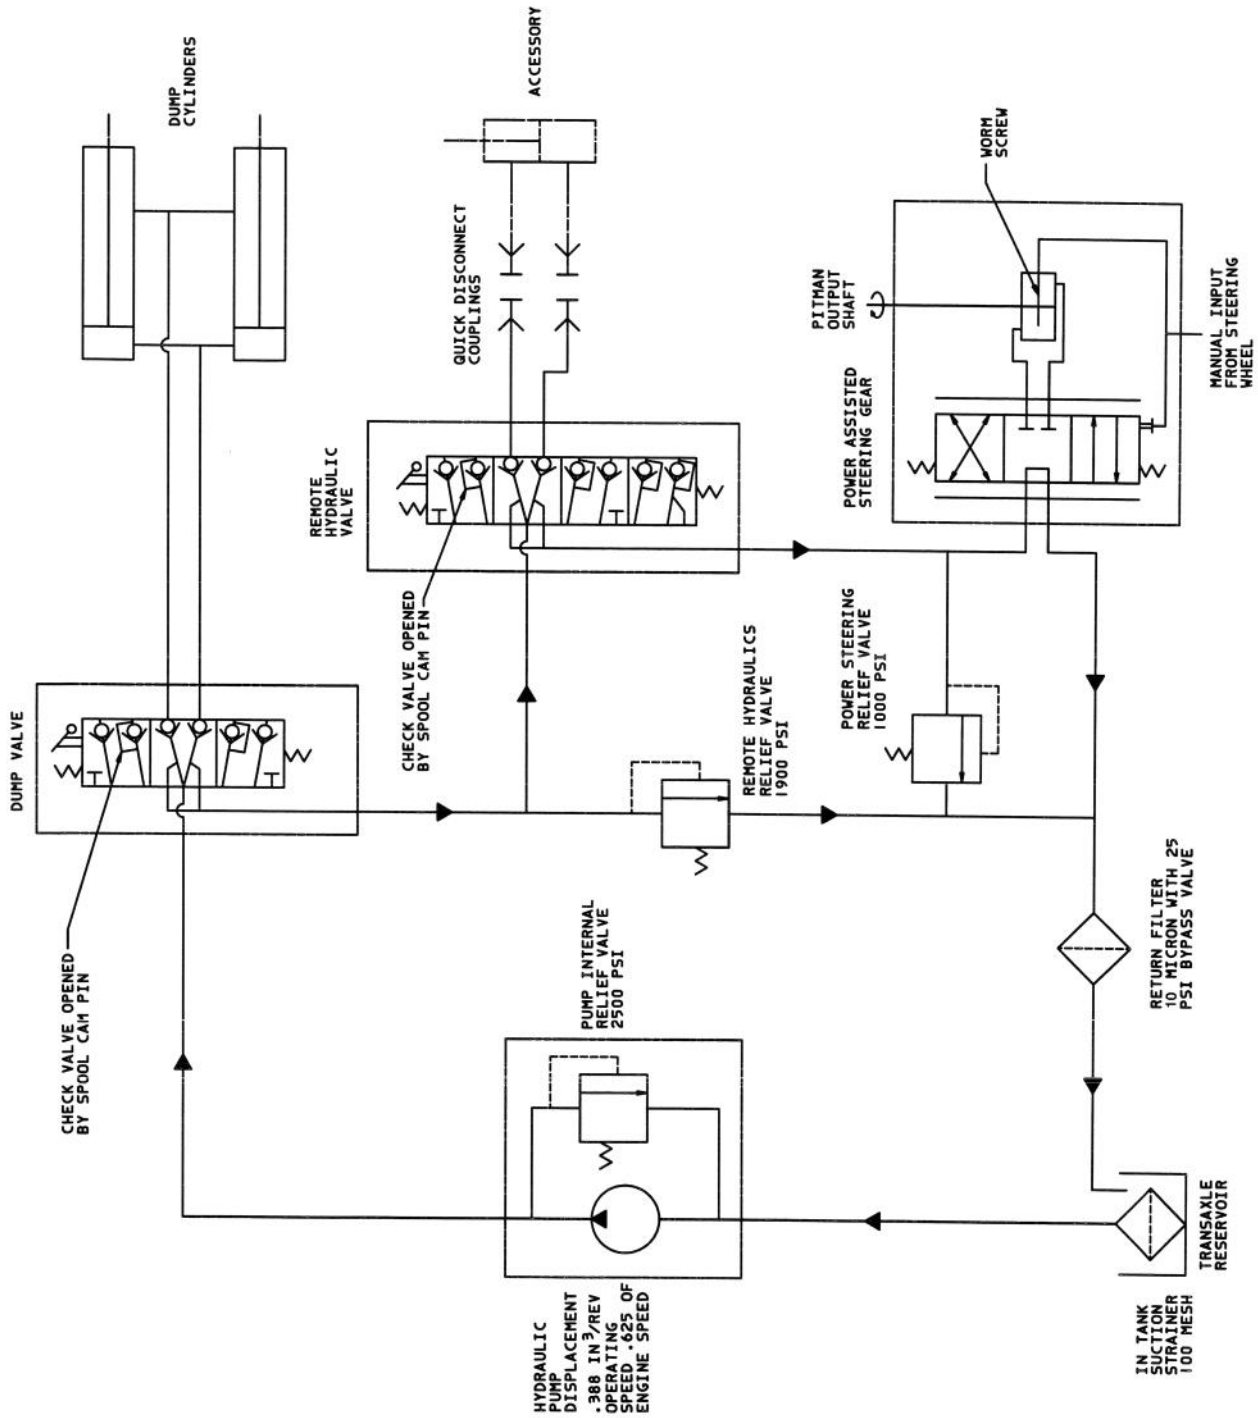 DUMP
CYLINDERS
ACCESSORY
QUICK DISCONNECT
COUPLINGS
WORM
SCREW
PITMAN
OUTPUT
SHAFT
MANUAL INPUT
FROM STEERING
WHEEL
POWER ASSISTED
STEERING GEAR
REMOTE
HYDRAULIC
VALVE
DUMP VALVE
CHECK VALVE OPENED
BY SPOOL CAM PIN
CHECK VALVE OPENED
BY SPOOL CAM PIN
REMOTE HYDRAULICS
RELIEF VALVE
1900 PSI
POWER STEERING
RELIEF VALVE
1000 PSI
PUMP INTERNAL
RELIEF VALVE
2500 PSI
RETURN FILTER
10 MICRON WITH 25
PSI BYPASS VALVE
HYDRAULIC
PUMP
DISPLACEMENT
.388 IN³/REV
OPERATING
SPEED .625 OF
ENGINE SPEED
TRANSAXLE
RESERVOIR
IN TANK
SUCTION
STRAINER
100 MESH